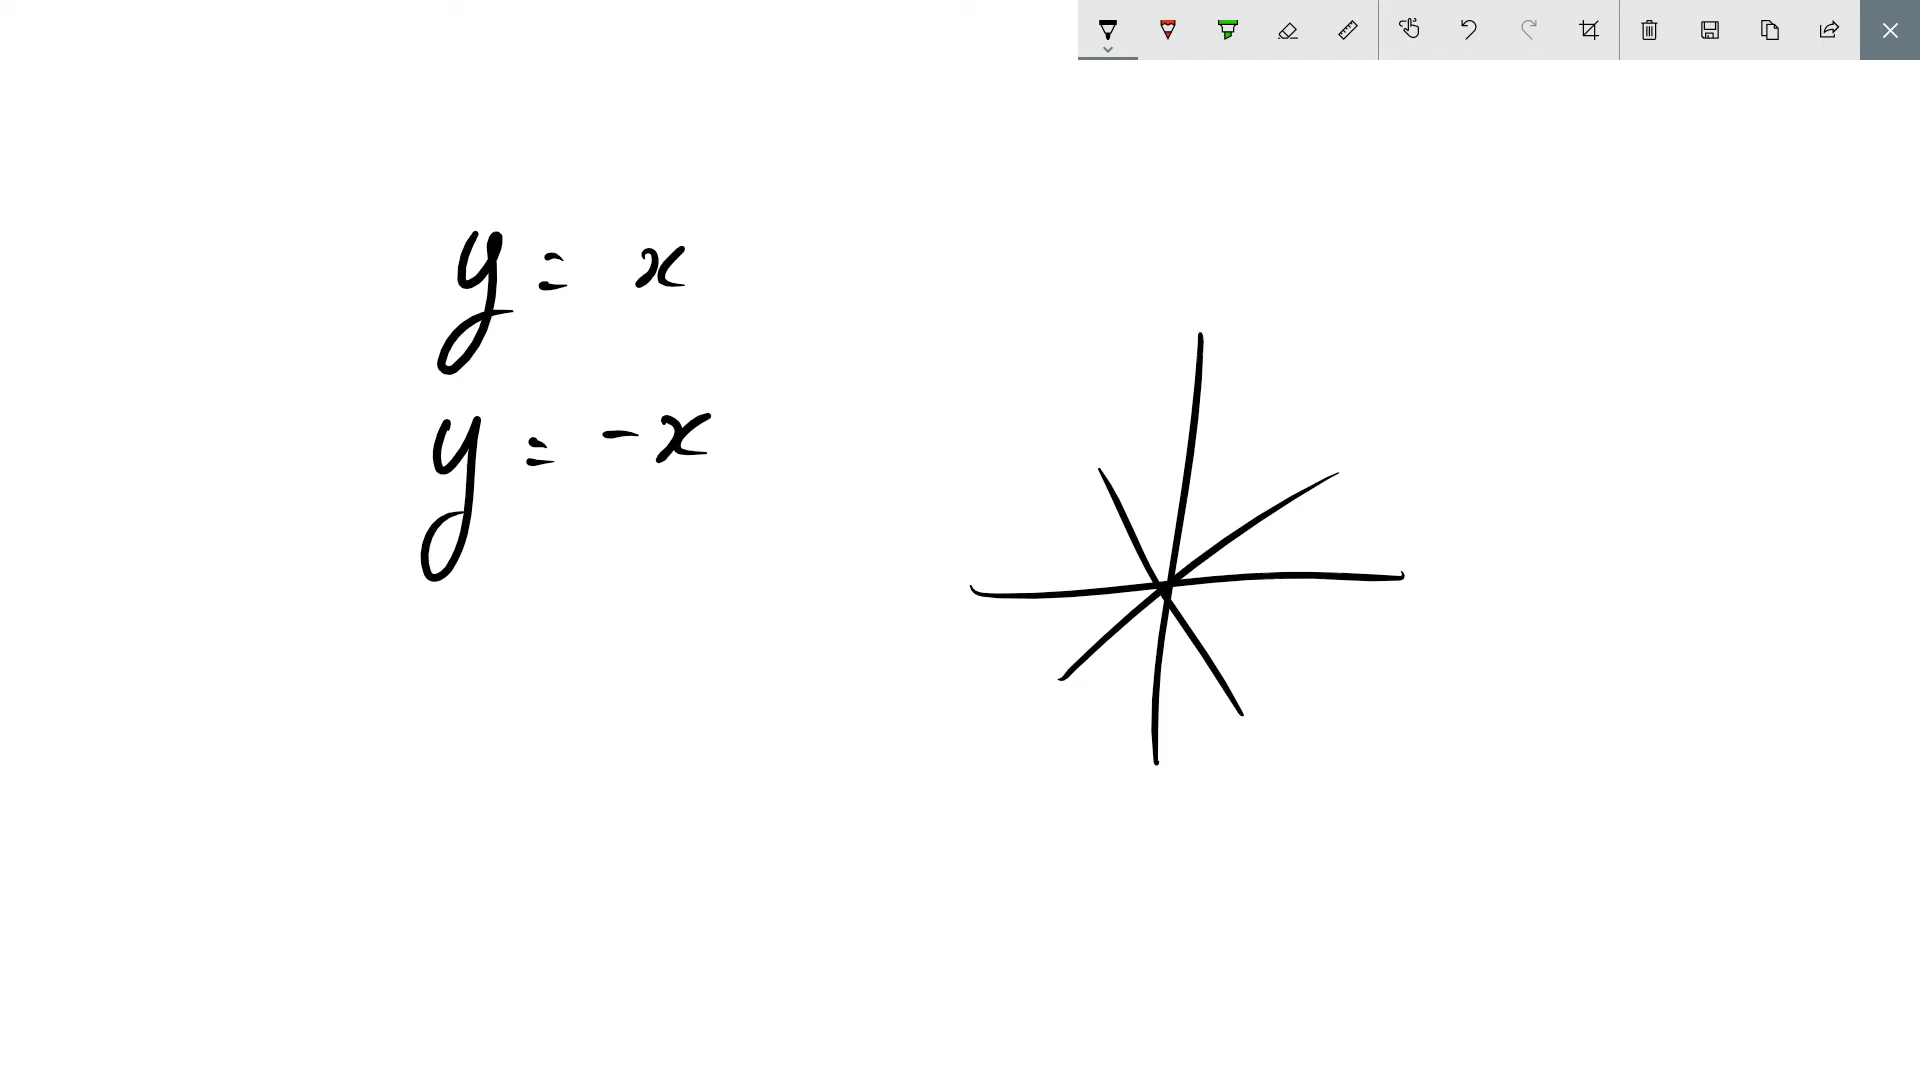 y = x
y = -x